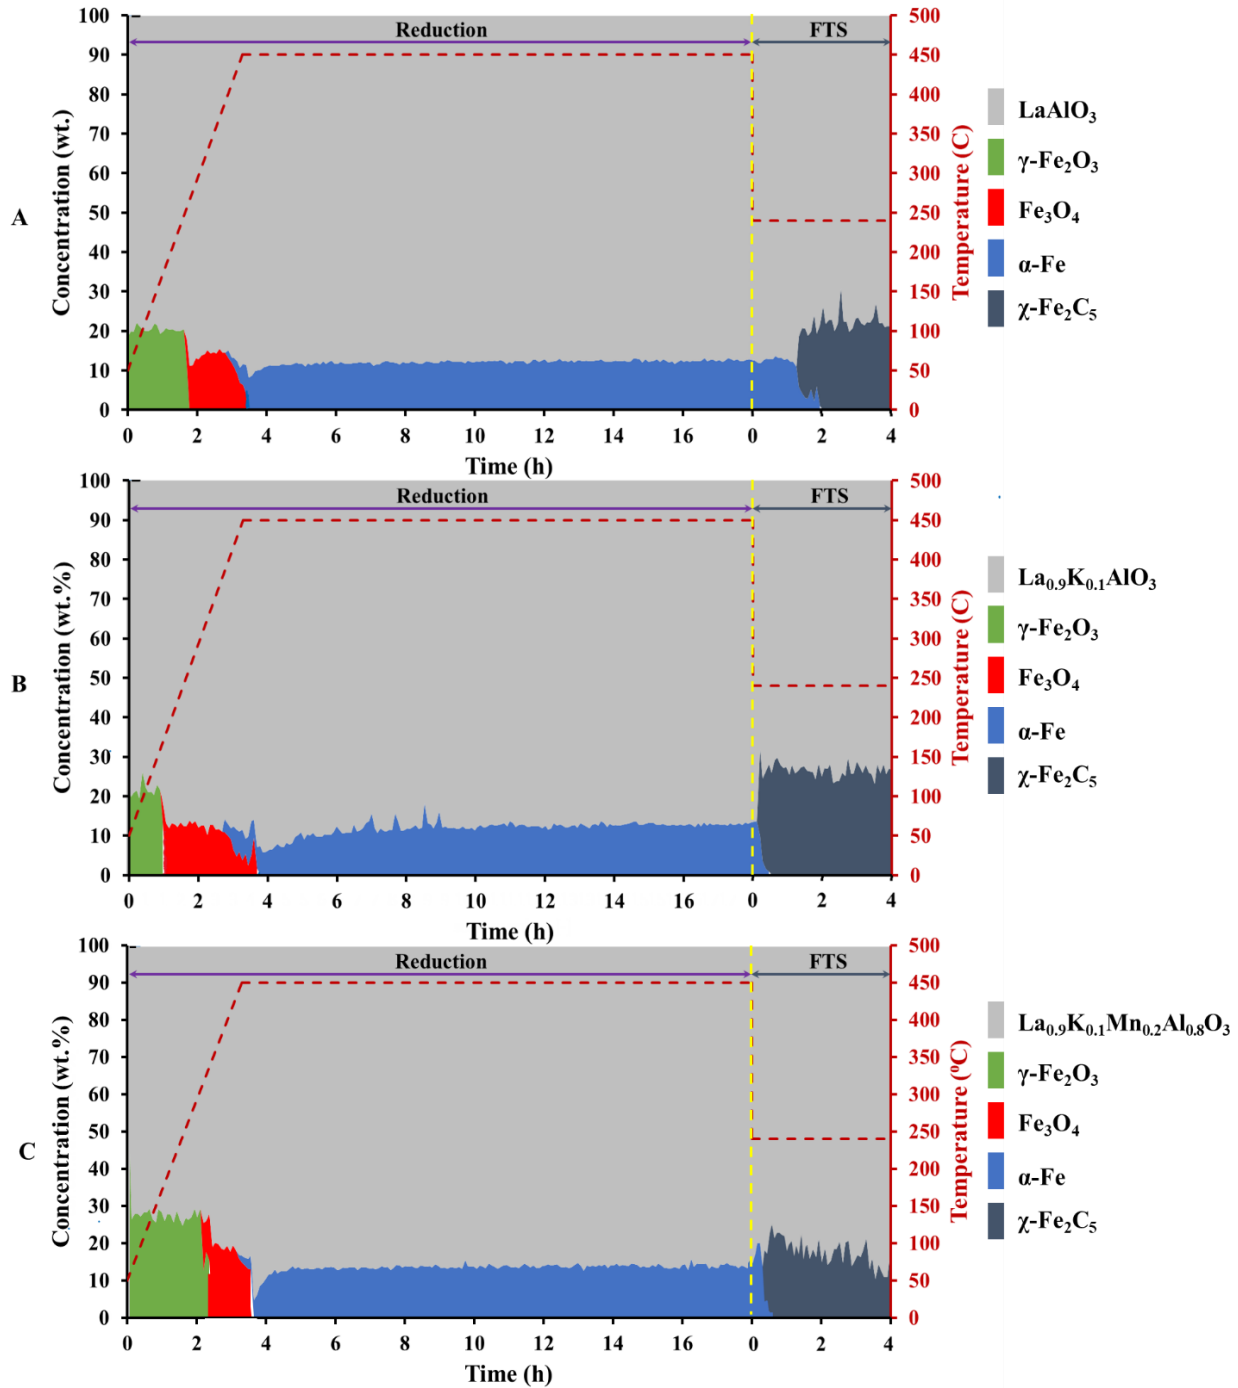 A
Reduction
FTS
Concentration (wt.)
100
90
80
70
60
50
40
30
20
10
0
0 2 4 6 8 10 12 14 16 0 2 4
Time (h)
500
450
400
350
300
250
200
150
100
50
0
Temperature (C)
LaAlO₃
γ-Fe₂O₃
Fe₃O₄
α-Fe
χ-Fe₂C₅
B
Reduction
FTS
Concentration (wt.%)
100
90
80
70
60
50
40
30
20
10
0
0 2 4 6 8 10 12 14 16 0 2 4
Time (h)
500
450
400
350
300
250
200
150
100
50
0
Temperature (C)
La₀.₉K₀.₁AlO₃
γ-Fe₂O₃
Fe₃O₄
α-Fe
χ-Fe₂C₅
C
Reduction
FTS
Concentration (wt.%)
100
90
80
70
60
50
40
30
20
10
0
0 2 4 6 8 10 12 14 16 0 2 4
Time (h)
500
450
400
350
300
250
200
150
100
50
0
Temperature (ºC)
La₀.₉K₀.₁Mn₀.₂Al₀.₈O₃
γ-Fe₂O₃
Fe₃O₄
α-Fe
χ-Fe₂C₅